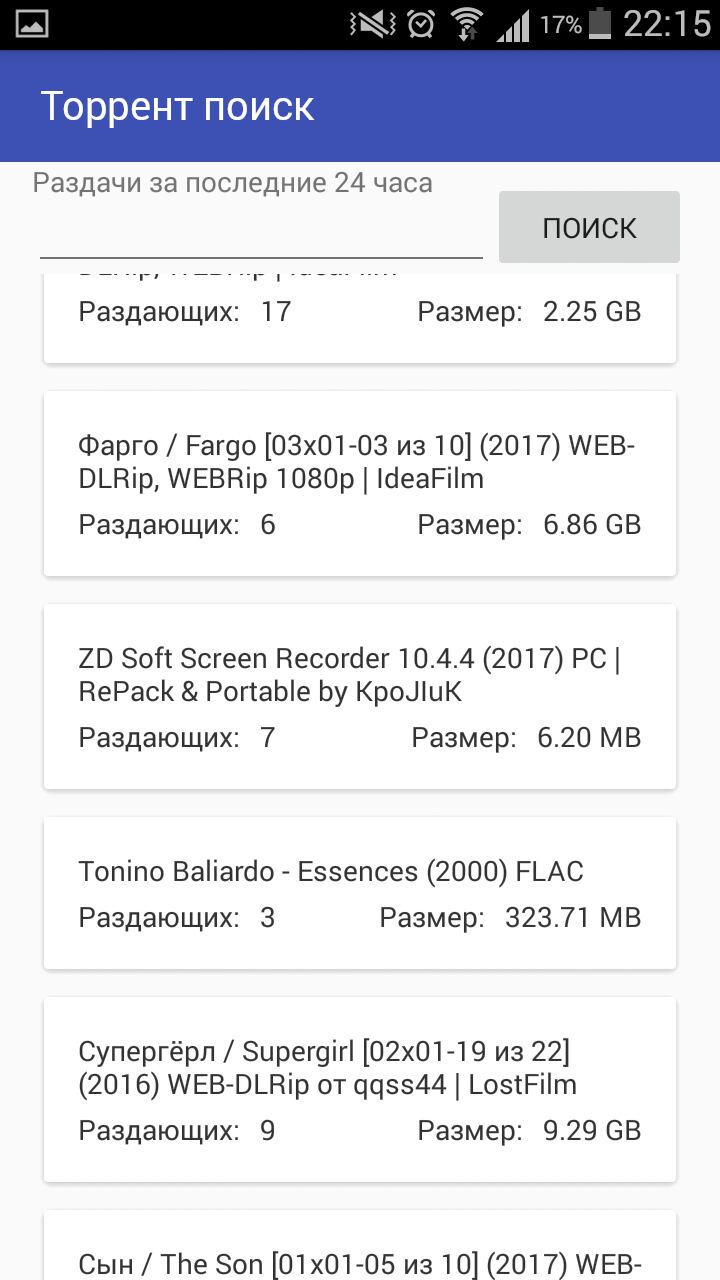 17% 22:15
Торрент поиск
Раздачи за последние 24 часа
ПОИСК
Раздающих: 17 Размер: 2.25 GB
Фарго / Fargo [03x01-03 из 10] (2017) WEB-
DLRip, WEBRip 1080p | IdeaFilm
Раздающих: 6 Размер: 6.86 GB
ZD Soft Screen Recorder 10.4.4 (2017) PC |
RePack & Portable by KpoJIuK
Раздающих: 7 Размер: 6.20 MB
Tonino Baliardo - Essences (2000) FLAC
Раздающих: 3 Размер: 323.71 MB
Супергёрл / Supergirl [02x01-19 из 22]
(2016) WEB-DLRip от qqss44 | LostFilm
Раздающих: 9 Размер: 9.29 GB
Сын / The Son [01x01-05 из 10] (2017) WEB-